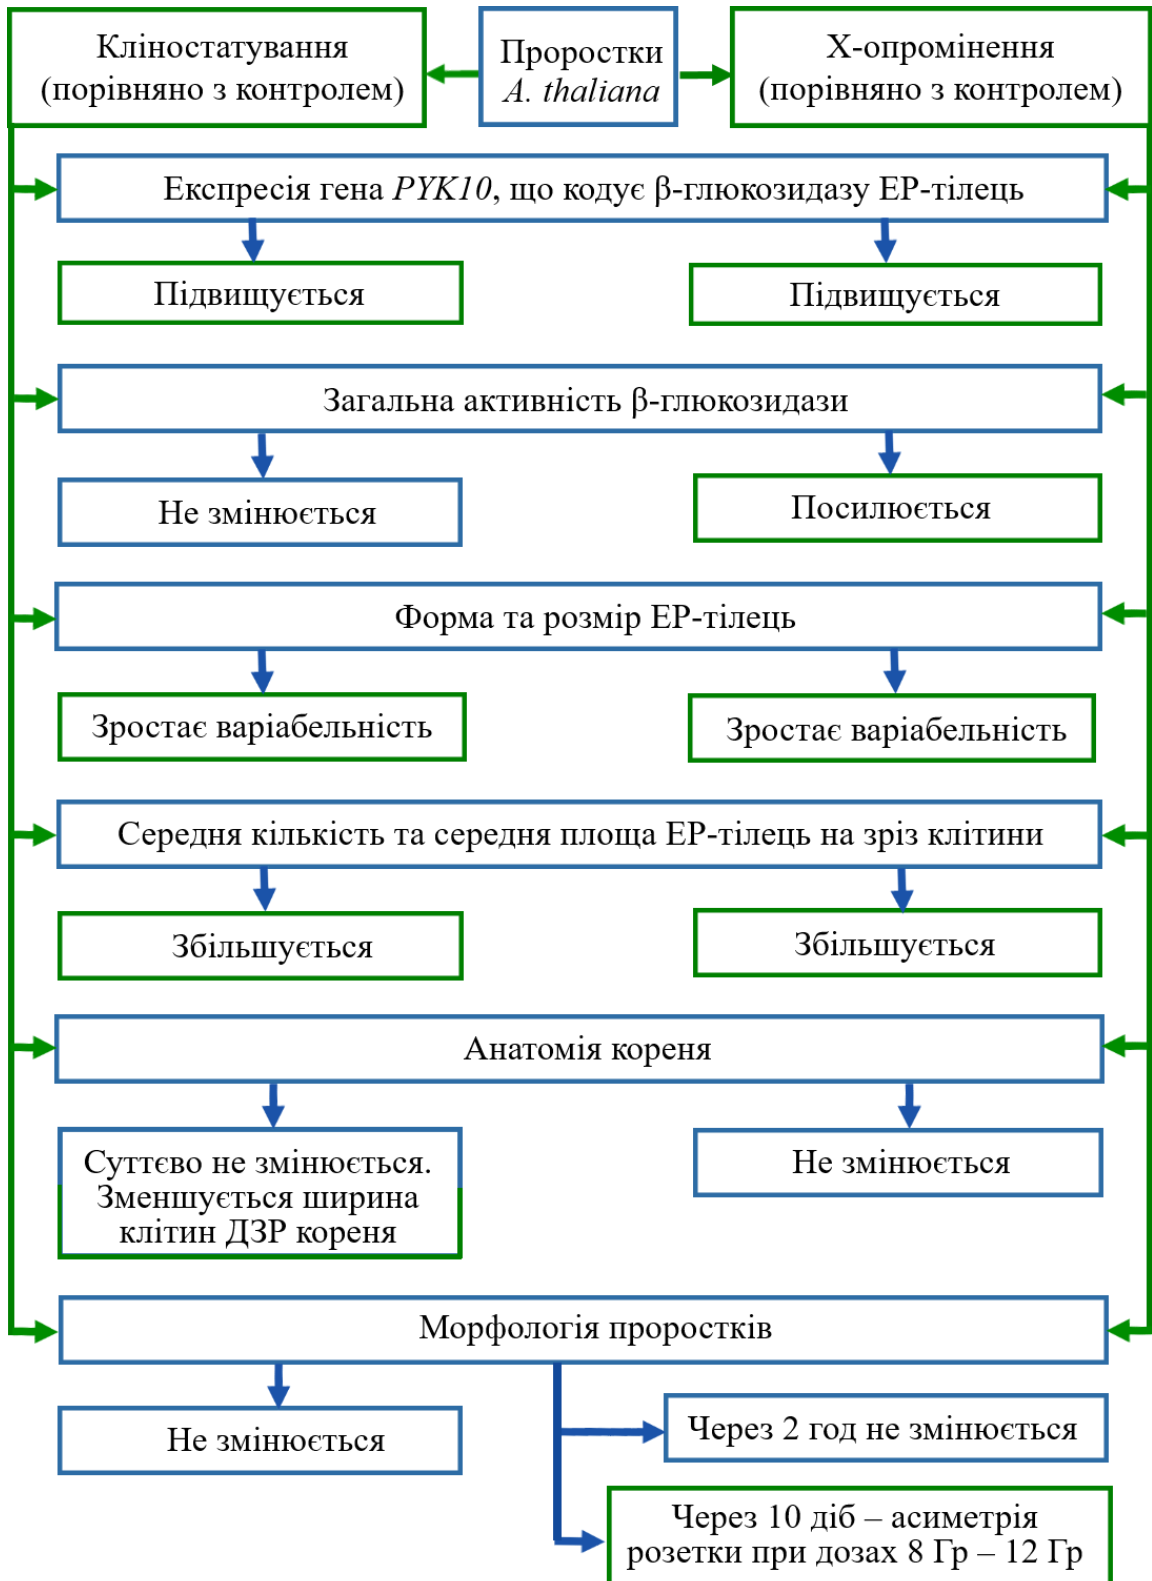 Кліностатування
(порівняно з контролем)
Проростки
A. thaliana
Х-опромінення
(порівняно з контролем)
Експресія гена PYK10, що кодує β-глюкозидазу ЕР-тілець
Підвищується
Підвищується
Загальна активність β-глюкозидази
Не змінюється
Посилюється
Форма та розмір ЕР-тілець
Зростає варіабельність
Зростає варіабельність
Середня кількість та середня площа ЕР-тілець на зріз клітини
Збільшується
Збільшується
Анатомія кореня
Суттєво не змінюється.
Зменшується ширина
клітин ДЗР кореня
Не змінюється
Морфологія проростків
Не змінюється
Через 2 год не змінюється
Через 10 діб – асиметрія
розетки при дозах 8 Гр – 12 Гр